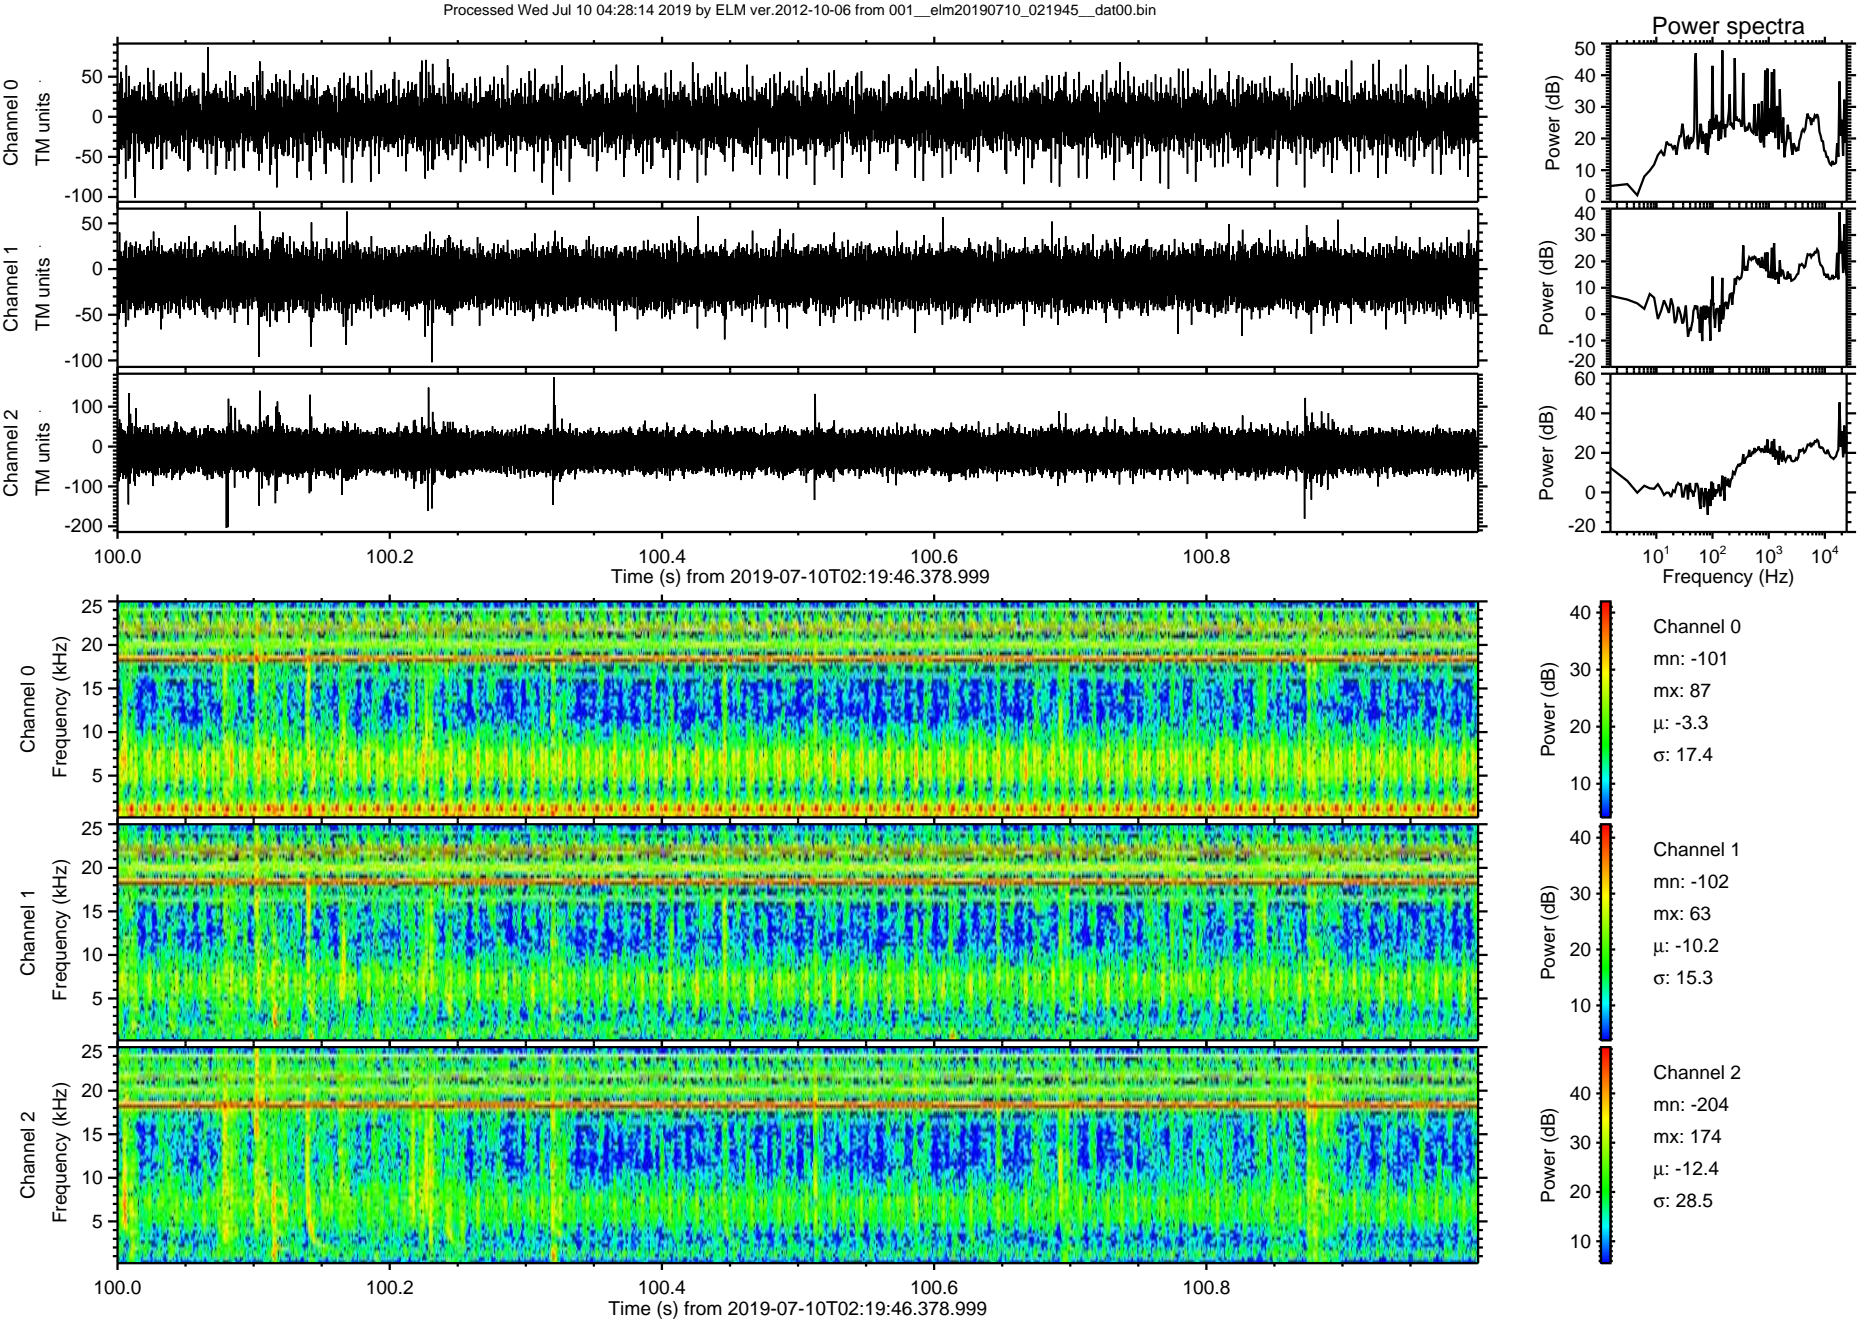 Processed Wed Jul 10 04:28:14 2019 by ELM ver.2012-10-06 from 001__elm20190710_021945__dat00.bin
Power spectra
Channel 0
TM units
50
0
-50
-100
Power (dB)
50
40
30
20
10
0
Channel 1
TM units
50
0
-50
-100
Power (dB)
40
30
20
10
0
-10
-20
Channel 2
TM units
100
0
-100
-200
Power (dB)
60
40
20
0
-20
100.0 100.2 100.4 100.6 100.8
Time (s) from 2019-07-10T02:19:46.378.999
10¹ 10² 10³ 10⁴
Frequency (Hz)
Channel 0
Frequency (kHz)
25
20
15
10
5
Power (dB)
40
30
20
10
Channel 0
mn: -101
mx: 87
μ: -3.3
σ: 17.4
Channel 1
Frequency (kHz)
25
20
15
10
5
Power (dB)
40
30
20
10
Channel 1
mn: -102
mx: 63
μ: -10.2
σ: 15.3
Channel 2
Frequency (kHz)
25
20
15
10
5
Power (dB)
40
30
20
10
Channel 2
mn: -204
mx: 174
μ: -12.4
σ: 28.5
100.0 100.2 100.4 100.6 100.8
Time (s) from 2019-07-10T02:19:46.378.999